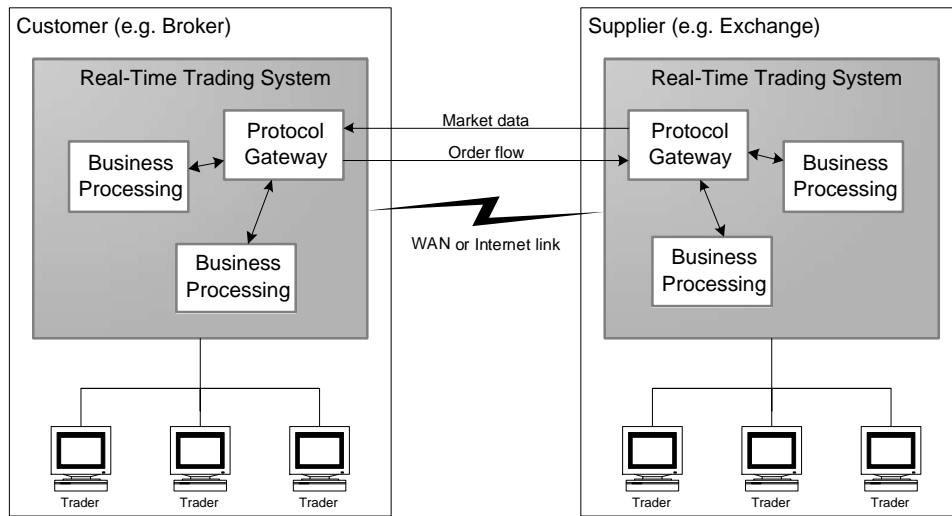 Customer (e.g. Broker)
Real-Time Trading System
Protocol
Gateway
Business
Processing
Business
Processing
Trader
Trader
Trader
Market data
Order flow
WAN or Internet link
Supplier (e.g. Exchange)
Real-Time Trading System
Protocol
Gateway
Business
Processing
Business
Processing
Trader
Trader
Trader